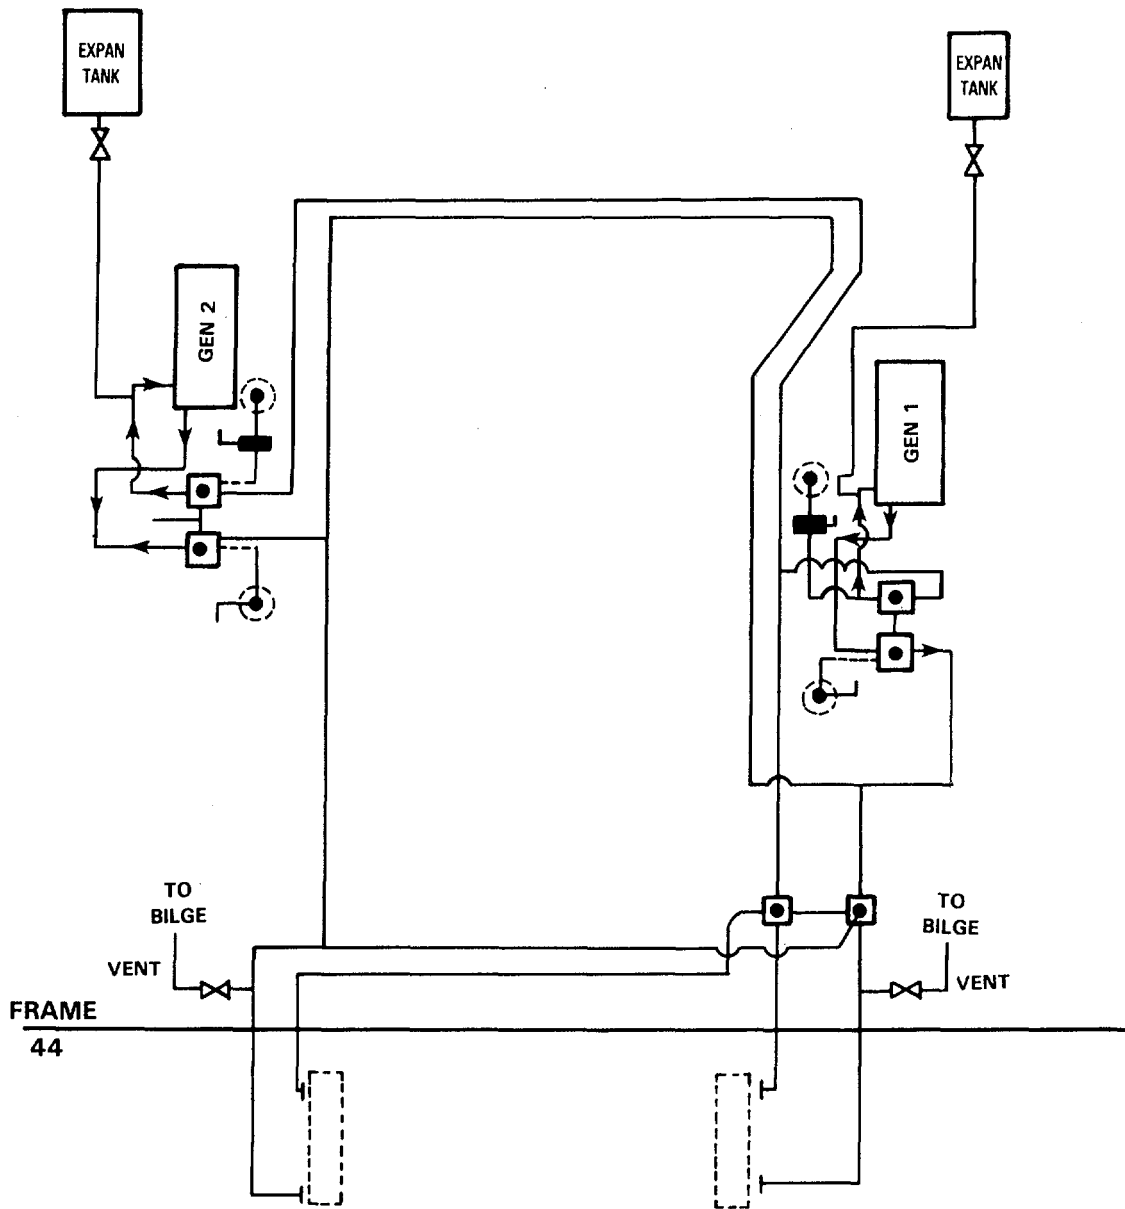 EXPAN
TANK
EXPAN
TANK
GEN 2
GEN 1
TO
BILGE
VENT
TO
BILGE
VENT
FRAME
44